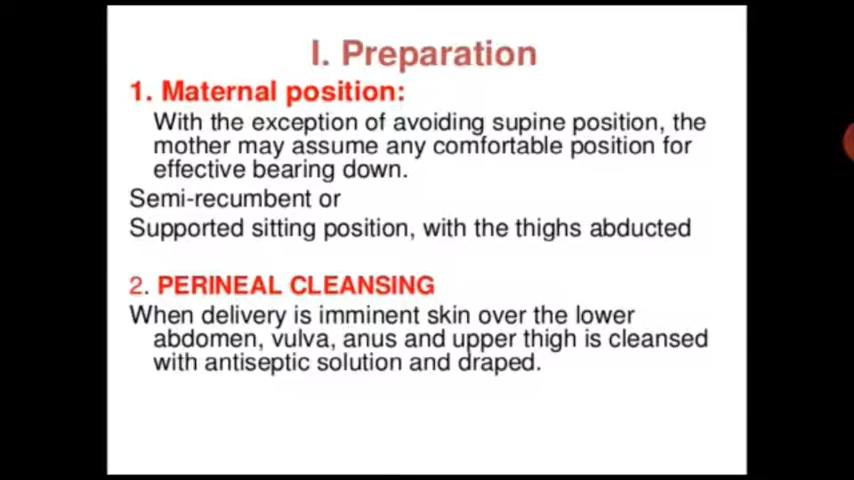 I. Preparation
1. Maternal position:
With the exception of avoiding supine position, the
mother may assume any comfortable position for
effective bearing down.
Semi-recumbent or
Supported sitting position, with the thighs abducted
2. PERINEAL CLEANSING
When delivery is imminent skin over the lower
abdomen, vulva, anus and upper thigh is cleansed
with antiseptic solution and draped.